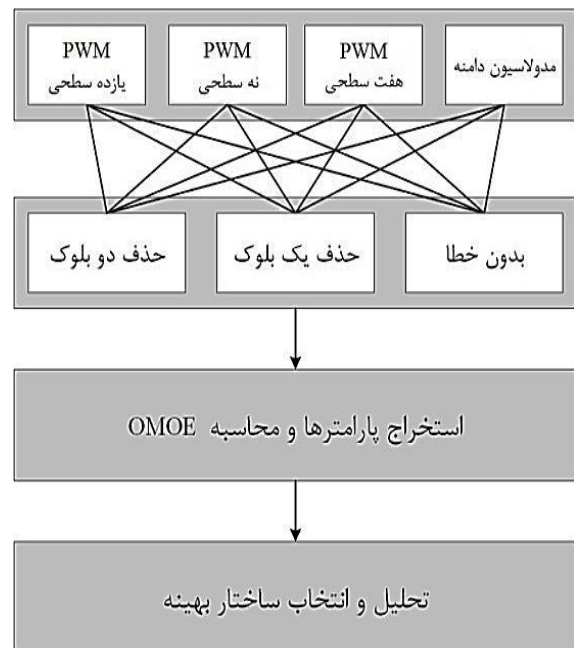 مدولاسیون دامنه
PWM
هفت سطحی
PWM
نه سطحی
PWM
یازده سطحی
بدون خطا
حذف یک بلوک
حذف دو بلوک
استخراج پارامترها و محاسبه OMOE
تحلیل و انتخاب ساختار بهینه